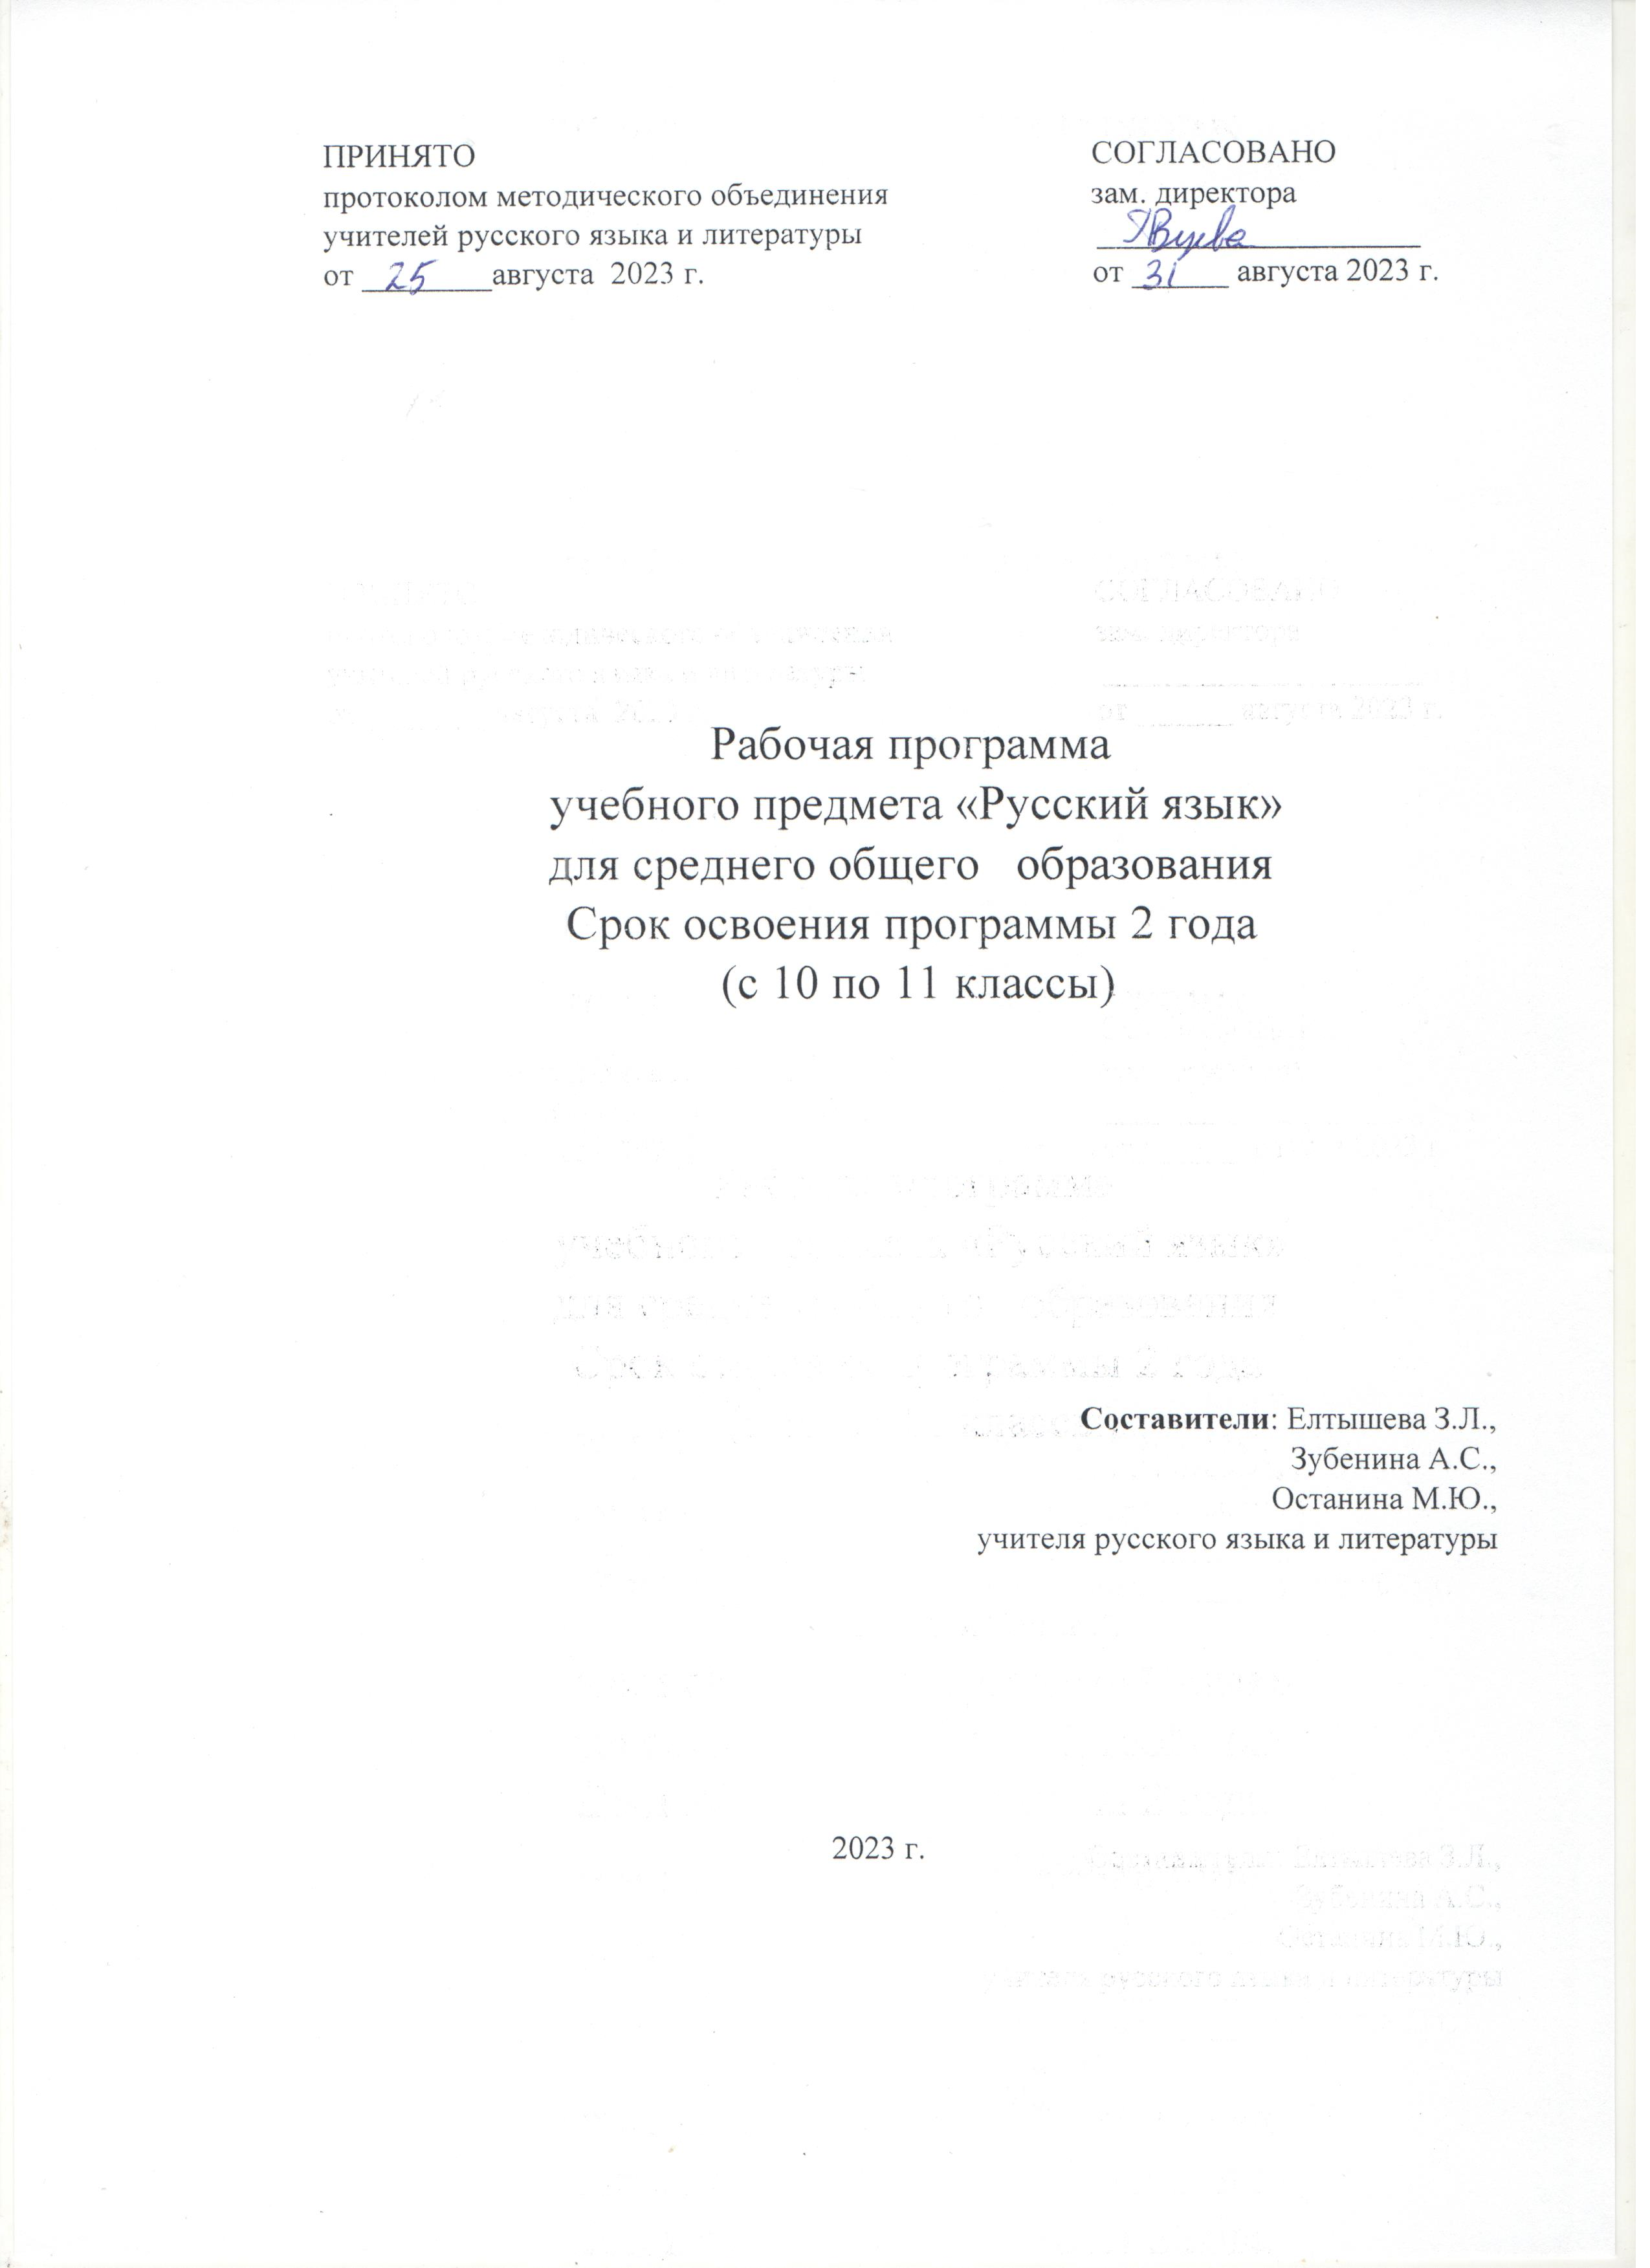 ПРИНЯТО
протоколом методического объединения
учителей русского языка и литературы
от 25 августа 2023 г.
СОГЛАСОВАНО
зам. директора
от 31 августа 2023 г.
Рабочая программа
учебного предмета «Русский язык»
для среднего общего образования
Срок освоения программы 2 года
(с 10 по 11 классы)
Составители: Елтышева З.Л.,
Зубенина А.С.,
Останина М.Ю.,
учителя русского языка и литературы
2023 г.